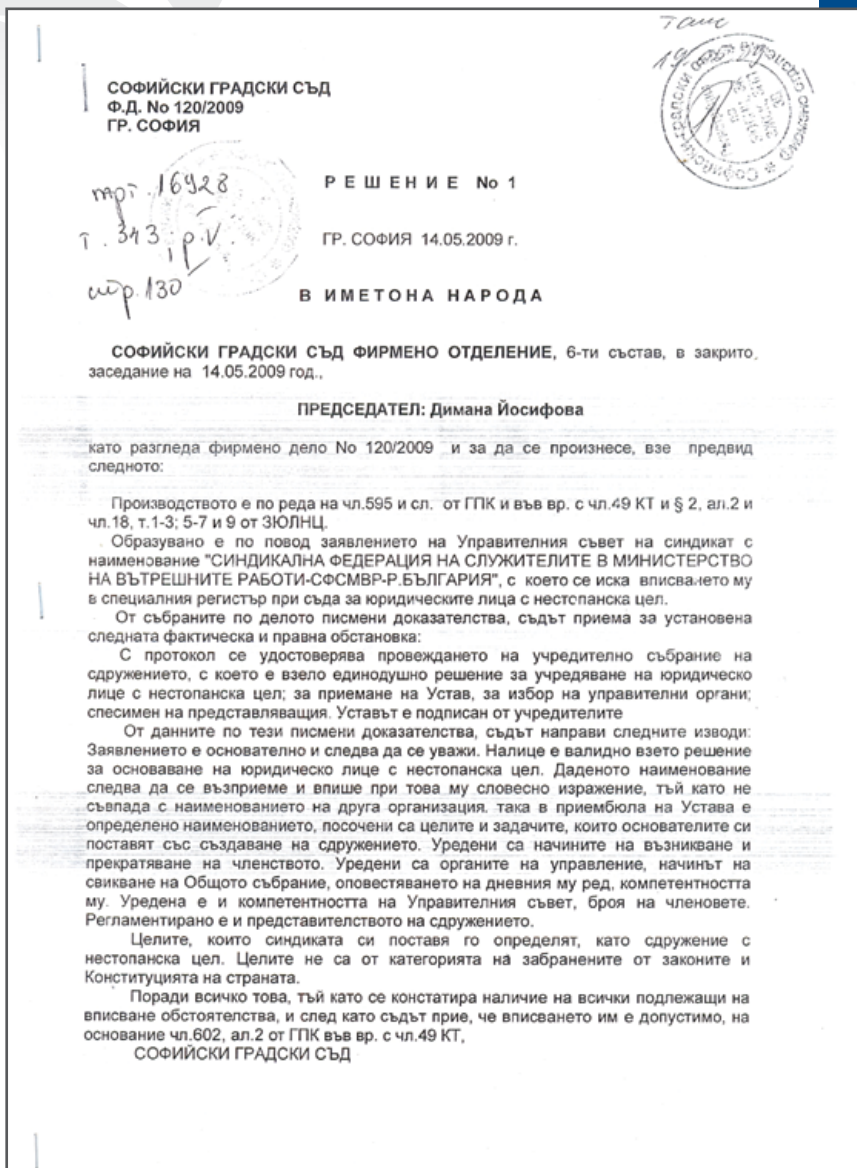 СОФИЙСКИ ГРАДСКИ СЪД
Ф.Д. No 120/2009
ГР. СОФИЯ
парт. 16928
т. 343, р.V.
стр. 130
Р Е Ш Е Н И Е No 1
ГР. СОФИЯ 14.05.2009 г.
В ИМЕТОНА НАРОДА
СОФИЙСКИ ГРАДСКИ СЪД ФИРМЕНО ОТДЕЛЕНИЕ, 6-ти състав, в закрито
заседание на 14.05.2009 год.,
ПРЕДСЕДАТЕЛ: Димана Йосифова
като разгледа фирмено дело No 120/2009 и за да се произнесе, взе предвид
следното:
Производството е по реда на чл.595 и сл. от ГПК и във вр. с чл.49 КТ и § 2, ал.2 и
чл.18, т.1-3; 5-7 и 9 от ЗЮЛНЦ.
Образувано е по повод заявлението на Управителния съвет на синдикат с
наименование "СИНДИКАЛНА ФЕДЕРАЦИЯ НА СЛУЖИТЕЛИТЕ В МИНИСТЕРСТВО
НА ВЪТРЕШНИТЕ РАБОТИ-СФСМВР-Р.БЪЛГАРИЯ", с което се иска вписването му
в специалния регистър при съда за юридическите лица с нестопанска цел.
От събраните по делото писмени доказателства, съдът приема за установена
следната фактическа и правна обстановка:
С протокол се удостоверява провеждането на учредително събрание на
сдружението, с което е взело единодушно решение за учредяване на юридическо
лице с нестопанска цел; за приемане на Устав, за избор на управителни органи;
спесимен на представляващия. Уставът е подписан от учредителите
От данните по тези писмени доказателства, съдът направи следните изводи:
Заявлението е основателно и следва да се уважи. Налице е валидно взето решение
за основаване на юридическо лице с нестопанска цел. Даденото наименование
следва да се възприеме и впише при това му словесно изражение, тъй като не
съвпада с наименованието на друга организация. така в приембюла на Устава е
определено наименованието, посочени са целите и задачите, които основателите си
поставят със създаване на сдружението. Уредени са начините на възникване и
прекратяване на членството. Уредени са органите на управление, начинът на
свикване на Общото събрание, оповестяването на дневния му ред, компетентността
му. Уредена е и компетентността на Управителния съвет, броя на членовете.
Регламентирано е и представителството на сдружението.
Целите, които синдиката си поставя го определят, като сдружение с
нестопанска цел. Целите не са от категорията на забранените от законите и
Конституцията на страната.
Поради всичко това, тъй като се констатира наличие на всички подлежащи на
вписване обстоятелства, и след като съдът прие, че вписването им е допустимо, на
основание чл.602, ал.2 от ГПК във вр. с чл.49 КТ,
СОФИЙСКИ ГРАДСКИ СЪД